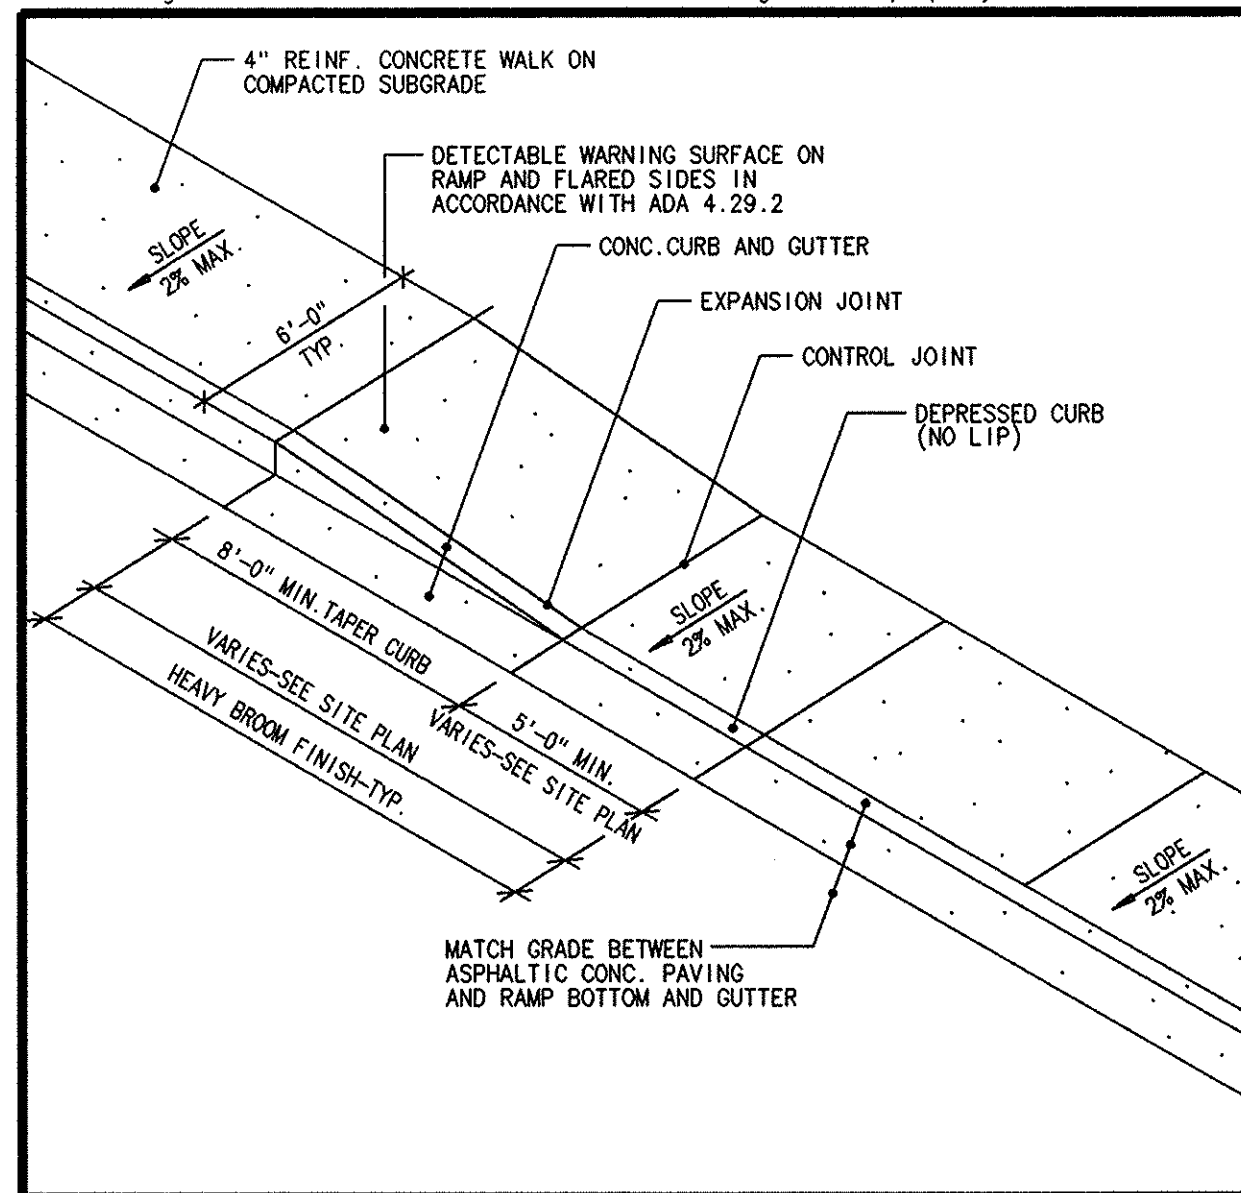 4" REINF. CONCRETE WALK ON
COMPACTED SUBGRADE
DETECTABLE WARNING SURFACE ON
RAMP AND FLARED SIDES IN
ACCORDANCE WITH ADA 4.29.2
CONC.CURB AND GUTTER
EXPANSION JOINT
CONTROL JOINT
DEPRESSED CURB
(NO LIP)
SLOPE
2% MAX.
6'-0"
TYP.
8'-0" MIN.TAPER CURB
VARIES-SEE SITE PLAN
HEAVY BROOM FINISH-TYP.
5'-0" MIN.
VARIES-SEE SITE PLAN
SLOPE
2% MAX.
SLOPE
2% MAX.
MATCH GRADE BETWEEN
ASPHALTIC CONC. PAVING
AND RAMP BOTTOM AND GUTTER